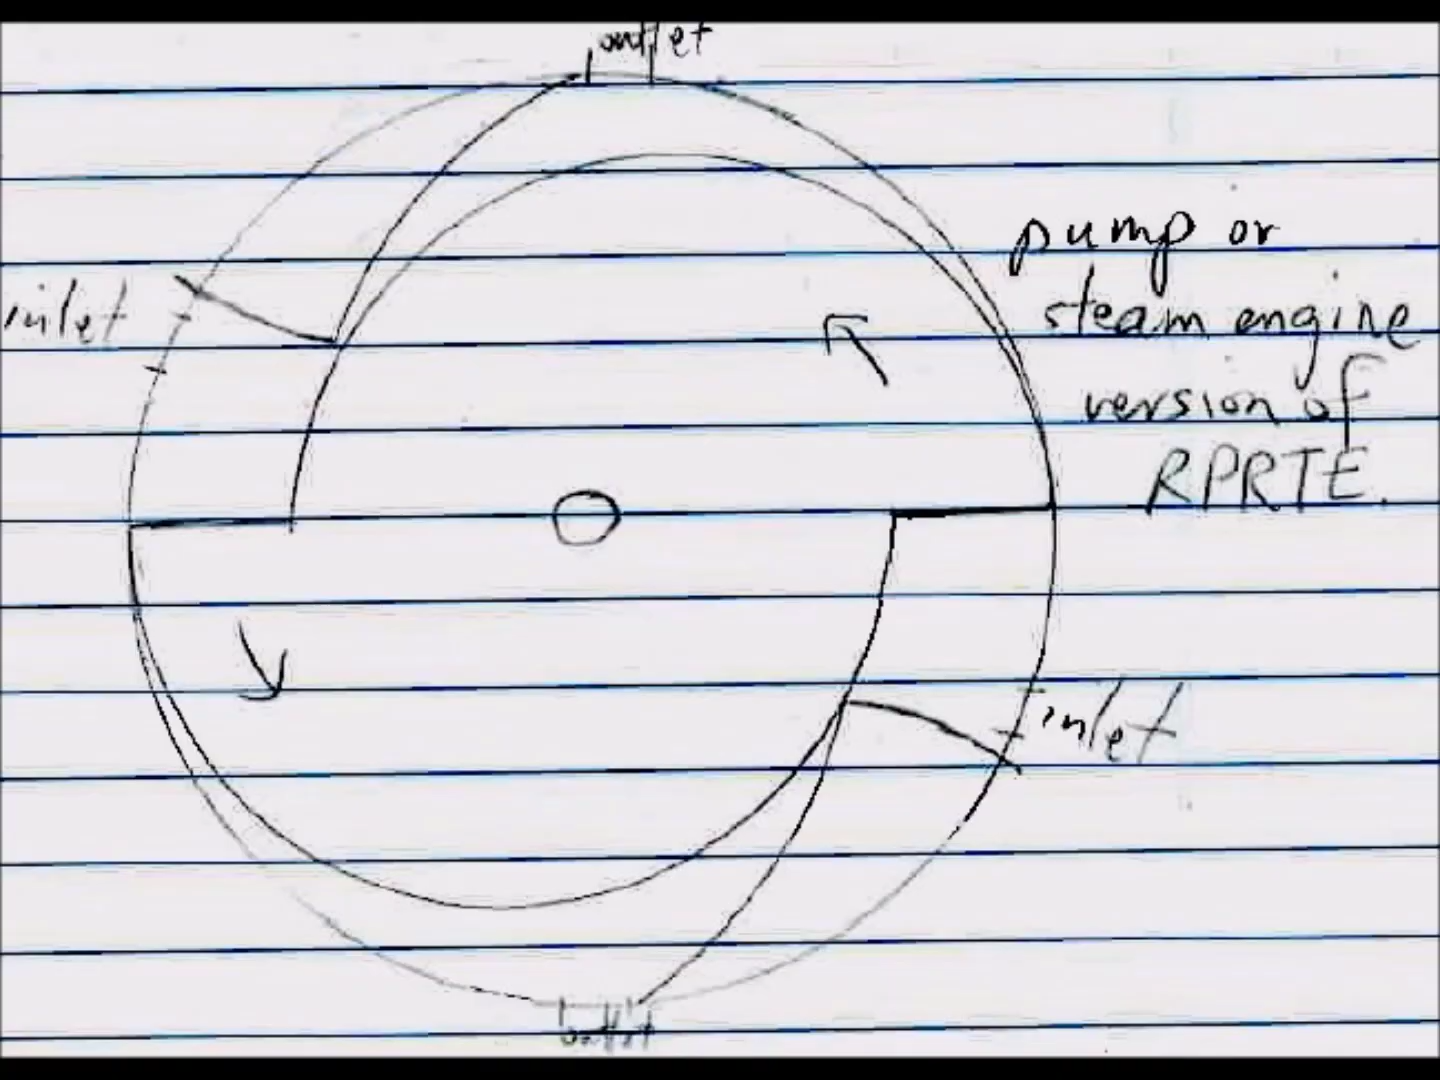 outlet
pump or
steam engine
version of
RPRTE.
inlet
inlet
outlet